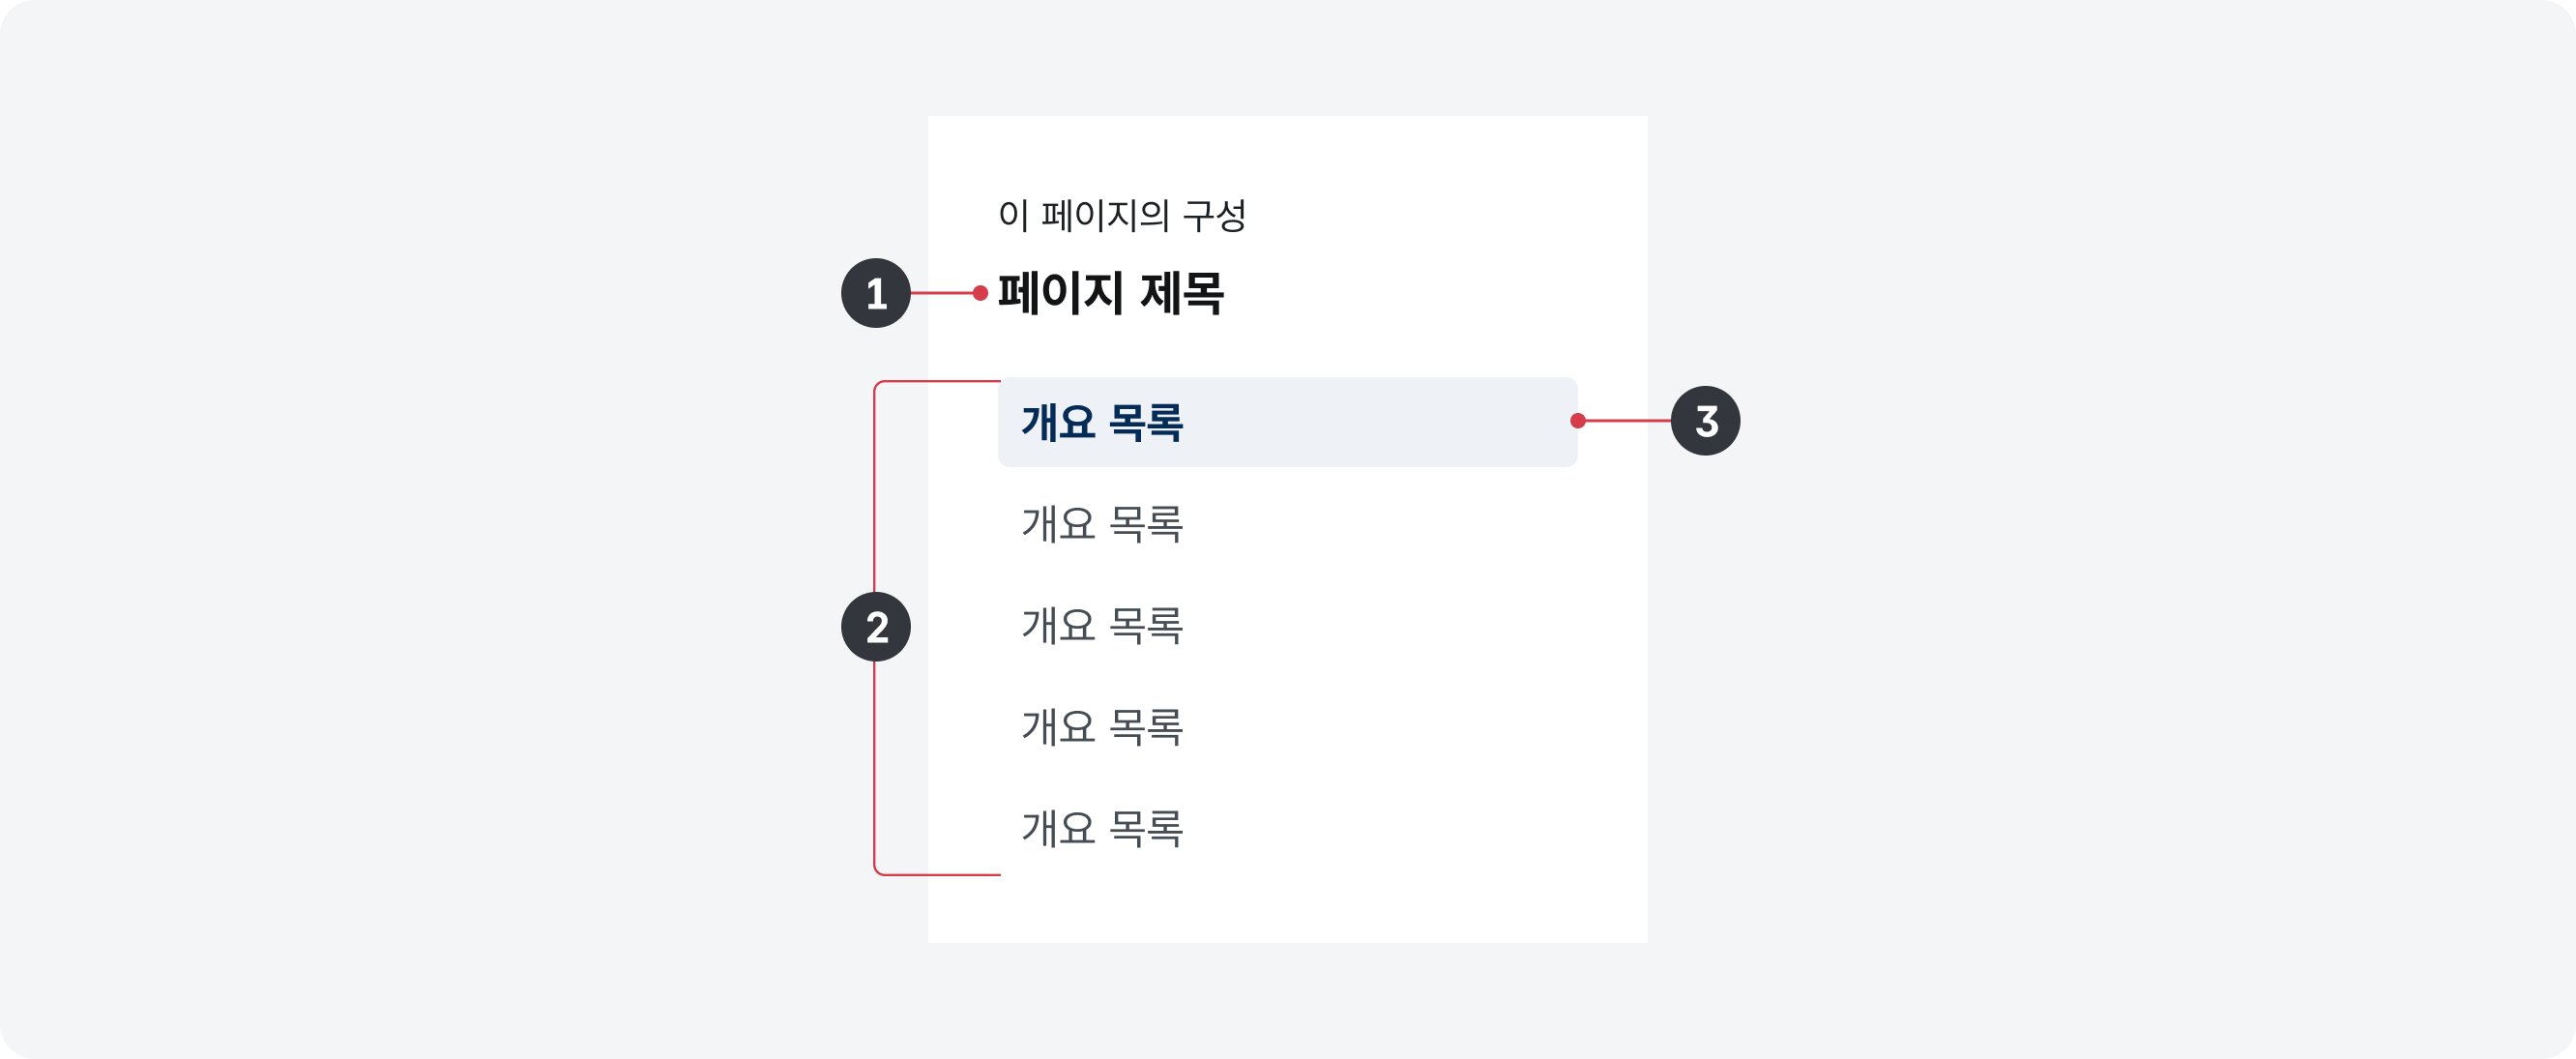 이 페이지의 구성
1 페이지 제목
개요 목록 3
개요 목록
2 개요 목록
개요 목록
개요 목록